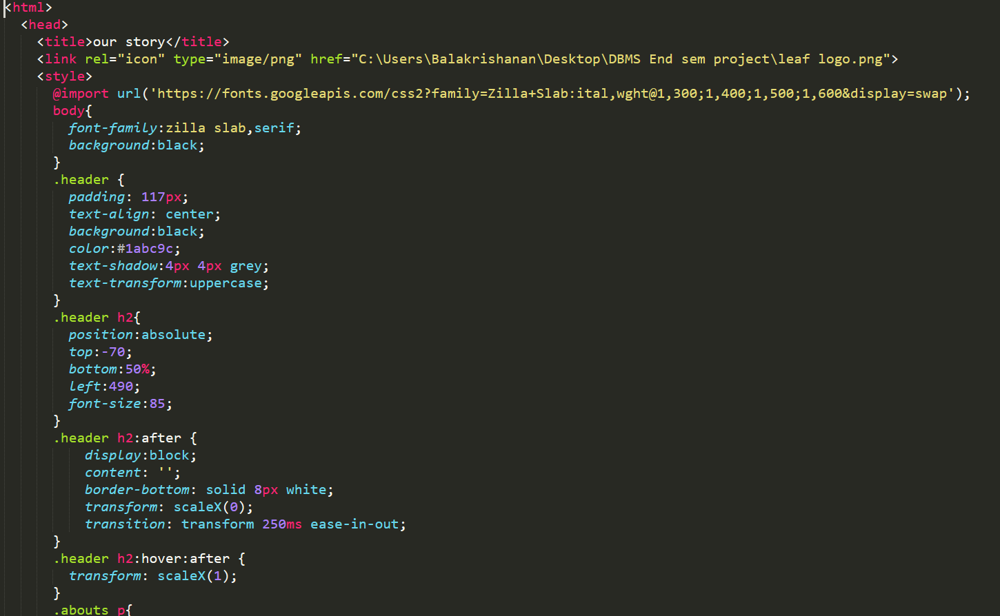 <html>
<head>
<title>our story</title>
<link rel="icon" type="image/png" href="C:\Users\Balakrishanan\Desktop\DBMS End sem project\leaf logo.png">
<style>
@import url('https://fonts.googleapis.com/css2?family=Zilla+Slab:ital,wght@1,300;1,400;1,500;1,600&display=swap');
body{
font-family:zilla slab,serif;
background:black;
}
.header {
padding: 117px;
text-align: center;
background:black;
color:#1abc9c;
text-shadow:4px 4px grey;
text-transform:uppercase;
}
.header h2{
position:absolute;
top:-70;
bottom:50%;
left:490;
font-size:85;
}
.header h2:after {
display:block;
content: '';
border-bottom: solid 8px white;
transform: scaleX(0);
transition: transform 250ms ease-in-out;
}
.header h2:hover:after {
transform: scaleX(1);
}
.abouts p{